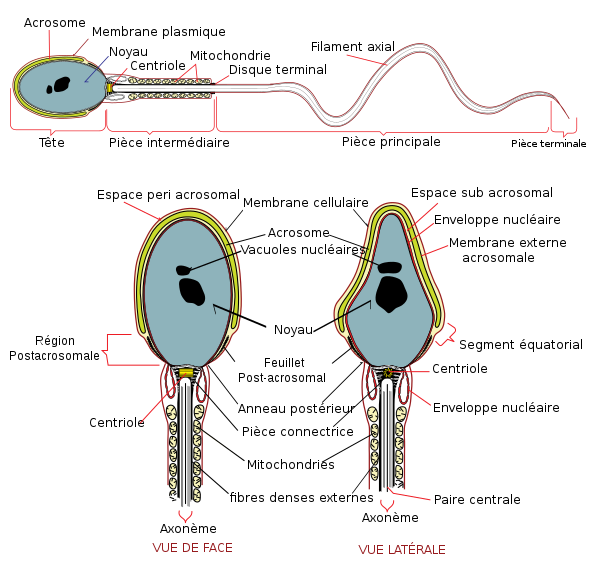 Acrosome
Membrane plasmique
Noyau
Centriole
Mitochondrie
Disque terminal
Filament axial
Tête
Pièce intermédiaire
Pièce principale
Pièce terminale
Espace peri acrosomal
Membrane cellulaire
Espace sub acrosomal
Enveloppe nucléaire
Acrosome
Vacuoles nucléaires
Membrane externe
acrosomale
Noyau
Région
Postacrosomale
Segment équatorial
Feuillet
Post-acrosomal
Centriole
Anneau postérieur
Enveloppe nucléaire
Centriole
Pièce connectrice
Mitochondries
fibres denses externes
Paire centrale
Axonème
Axonème
VUE DE FACE
VUE LATÉRALE